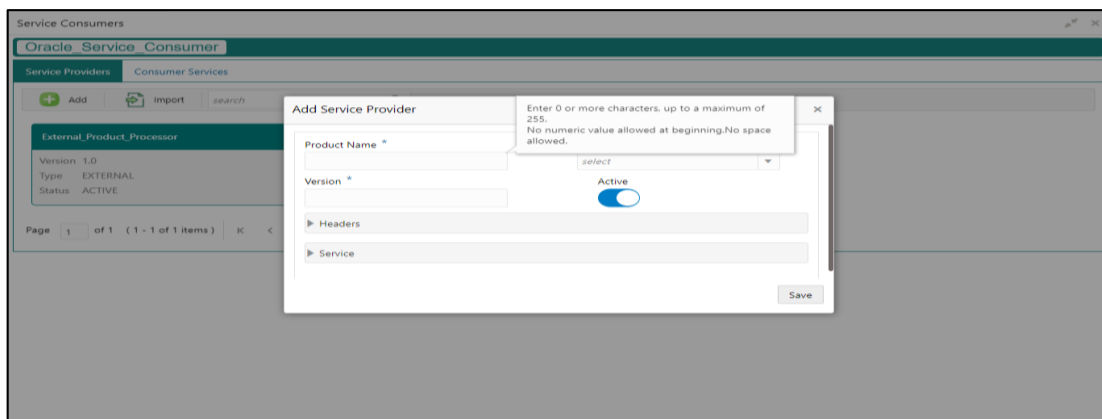 Service Consumers
Oracle_Service_Consumer
Service Providers Consumer Services
Add Import search
External_Product_Processor
Version 1.0
Type EXTERNAL
Status ACTIVE
Page 1 of 1 ( 1 - 1 of 1 items ) K <
Add Service Provider
Enter 0 or more characters, up to a maximum of
255.
No numeric value allowed at beginning.No space
allowed.
Product Name *
select
Version * Active
Headers
Service
Save